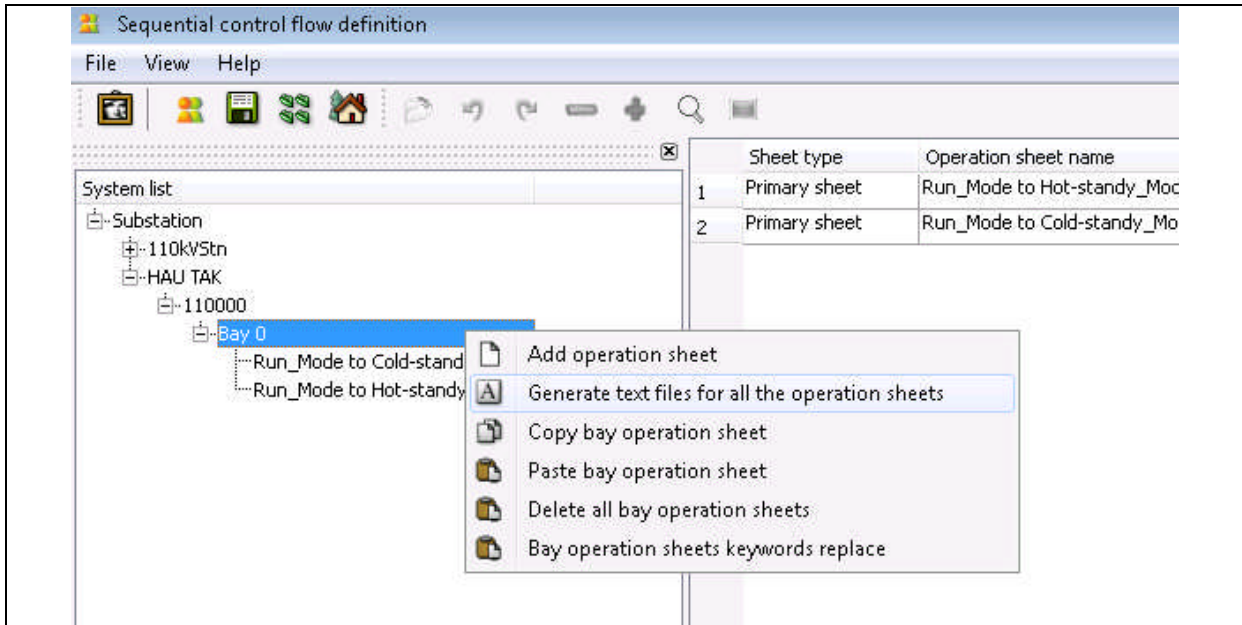 Sequential control flow definition
File View Help
System list
Substation
110kVStn
HAU TAK
110000
Bay 0
Run_Mode to Cold-stand
Run_Mode to Hot-standy
Sheet type Operation sheet name
1 Primary sheet Run_Mode to Hot-standy_Moc
2 Primary sheet Run_Mode to Cold-standy_Mo
Add operation sheet
Generate text files for all the operation sheets
Copy bay operation sheet
Paste bay operation sheet
Delete all bay operation sheets
Bay operation sheets keywords replace